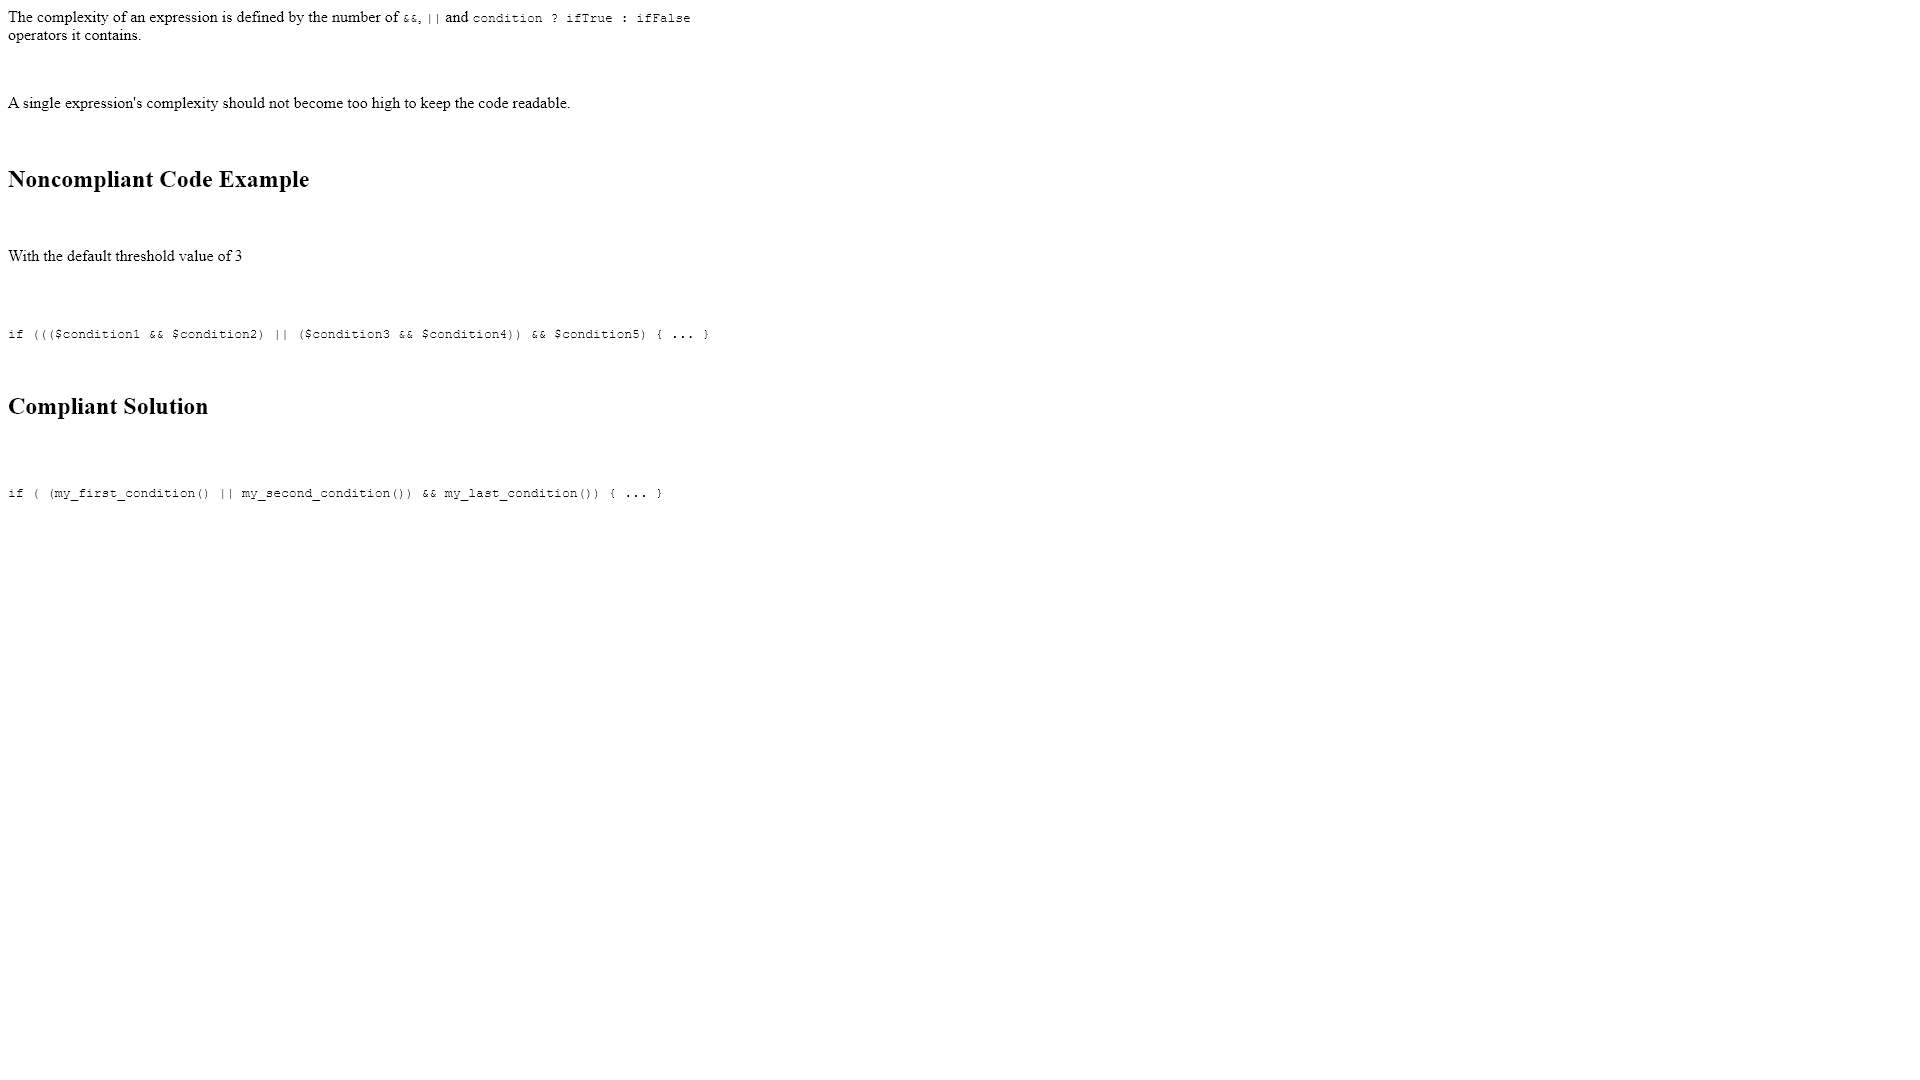 The complexity of an expression is defined by the number of &&, || and condition ? ifTrue : ifFalse
operators it contains.
A single expression's complexity should not become too high to keep the code readable.
Noncompliant Code Example
With the default threshold value of 3
if ((($condition1 && $condition2) || ($condition3 && $condition4)) && $condition5) { ... }
Compliant Solution
if ( (my_first_condition() || my_second_condition()) && my_last_condition()) { ... }